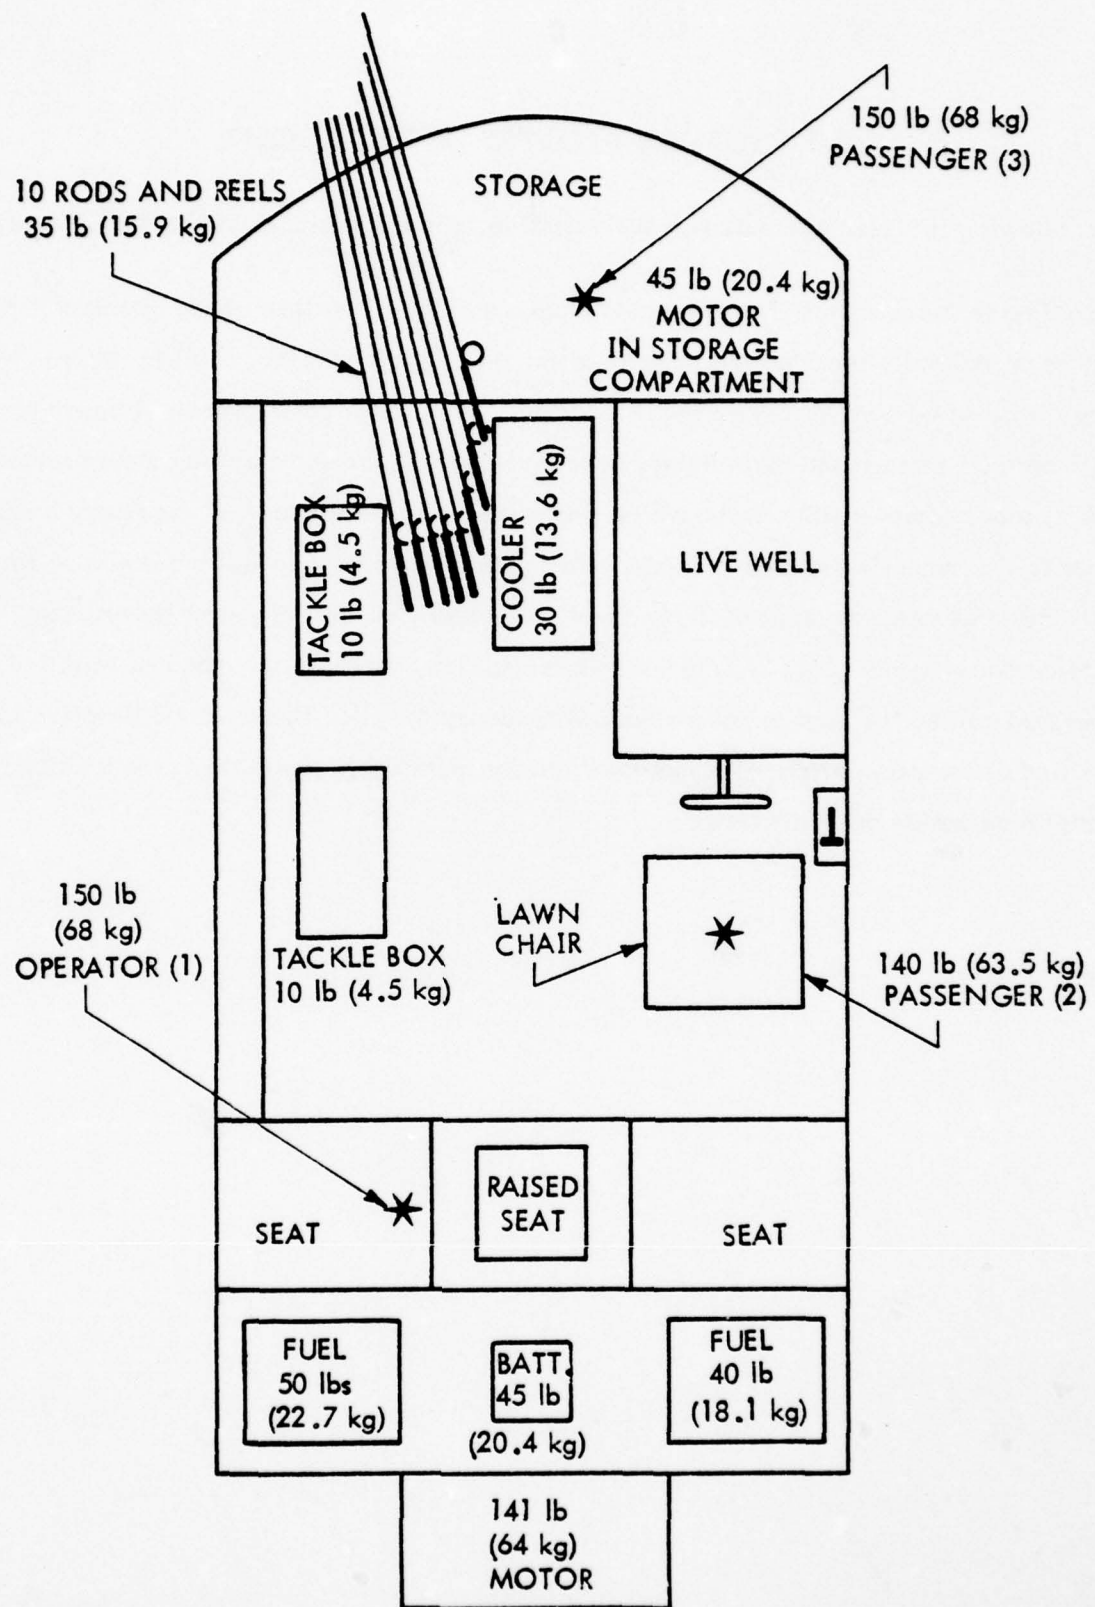 150 lb (68 kg)
PASSENGER (3)
STORAGE
10 RODS AND REELS
35 lb (15.9 kg)
45 lb (20.4 kg)
MOTOR
IN STORAGE
COMPARTMENT
TACKLE BOX
10 lb (4.5 kg)
COOLER
30 lb (13.6 kg)
LIVE WELL
150 lb
(68 kg)
OPERATOR (1)
LAWN
CHAIR
TACKLE BOX
10 lb (4.5 kg)
140 lb (63.5 kg)
PASSENGER (2)
RAISED
SEAT
SEAT
SEAT
FUEL
50 lbs
(22.7 kg)
BATT.
45 lb
(20.4 kg)
FUEL
40 lb
(18.1 kg)
141 lb
(64 kg)
MOTOR